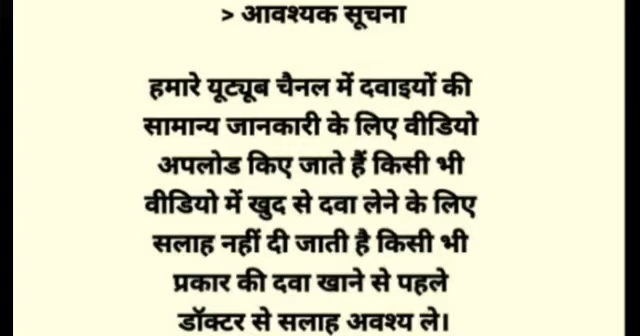 > आवश्यक सूचना
हमारे यूट्यूब चैनल में दवाइयों की
सामान्य जानकारी के लिए वीडियो
अपलोड किए जाते हैं किसी भी
वीडियो में खुद से दवा लेने के लिए
सलाह नहीं दी जाती है किसी भी
प्रकार की दवा खाने से पहले
डॉक्टर से सलाह अवश्य ले।